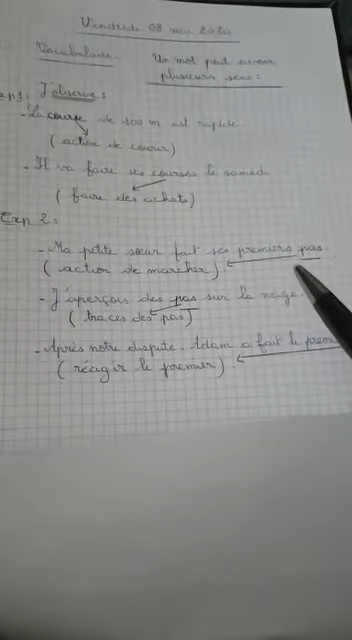 Vendredi 08 mai 2020
Vocabulaire. Un mot peut avoir
plusieurs sens :
Exp 1: J'observe :
- La course de 100 m est rapide.
(action de courir)
- Il va faire ses courses le samedi
(faire des achats)
Exp 2:
- Ma petite sœur fait ses premiers pas.
(action de marcher)
- J'aperçois des pas sur la neige.
(traces des pas)
- Après notre dispute. Adam a fait le premie
(réagir le premier).